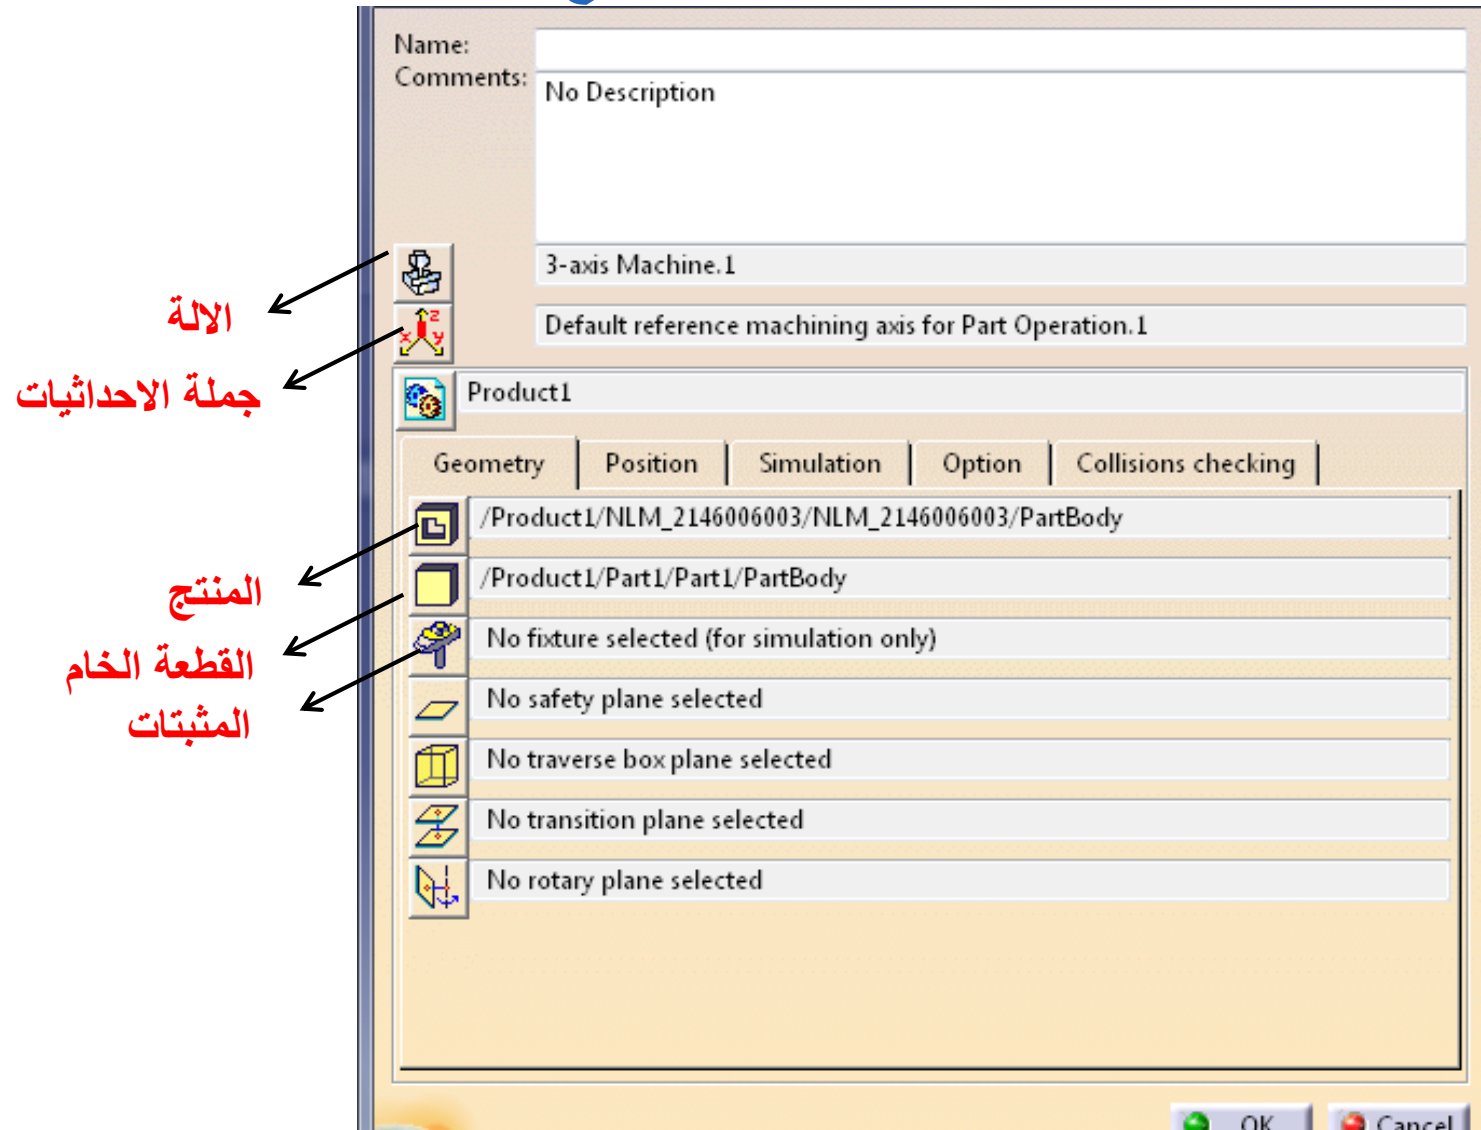 Name:
Comments:
No Description
3-axis Machine.1
الالة
Default reference machining axis for Part Operation.1
جملة الاحداثيات
Product1
Geometry Position Simulation Option Collisions checking
/Product1/NLM_2146006003/NLM_2146006003/PartBody
المنتج
/Product1/Part1/Part1/PartBody
القطعة الخام
No fixture selected (for simulation only)
المثبتات
No safety plane selected
No traverse box plane selected
No transition plane selected
No rotary plane selected
OK Cancel